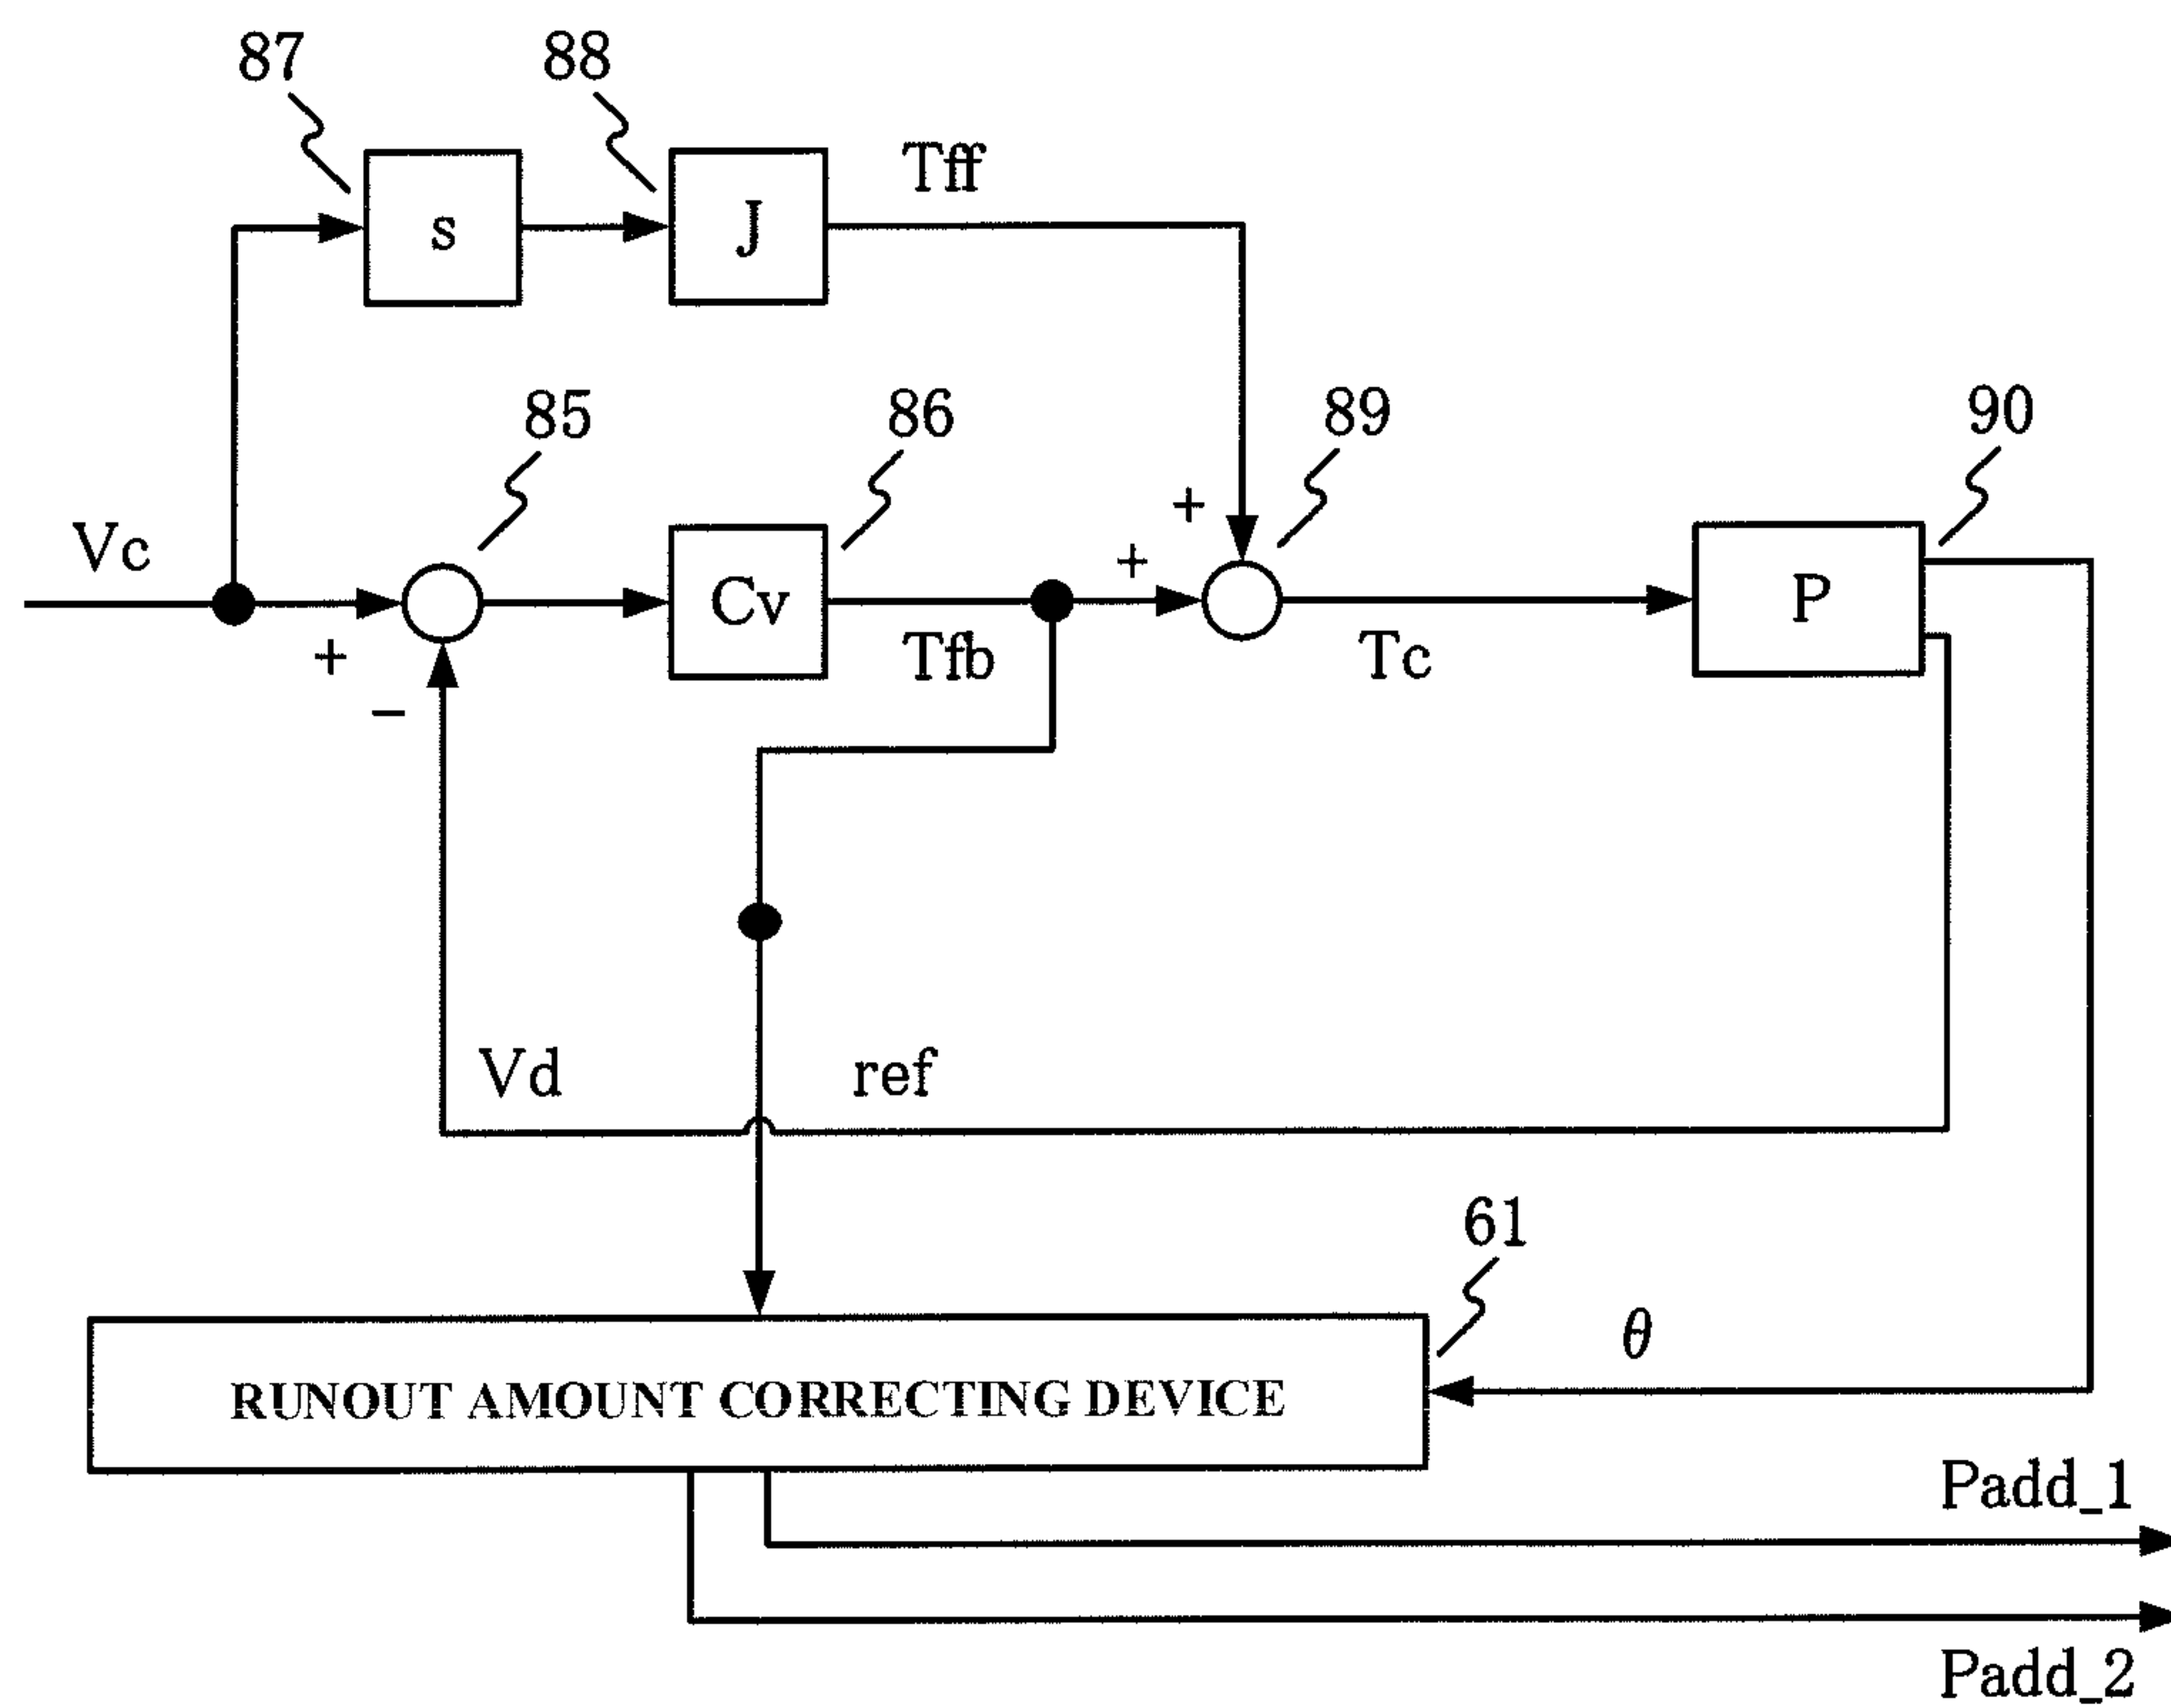 87
88
Tff
s
J
85
86
89
90
Vc
+
+
Cv
P
+
Tfb
Tc
−
Vd
ref
61
θ
RUNOUT AMOUNT CORRECTING DEVICE
Padd_1
Padd_2